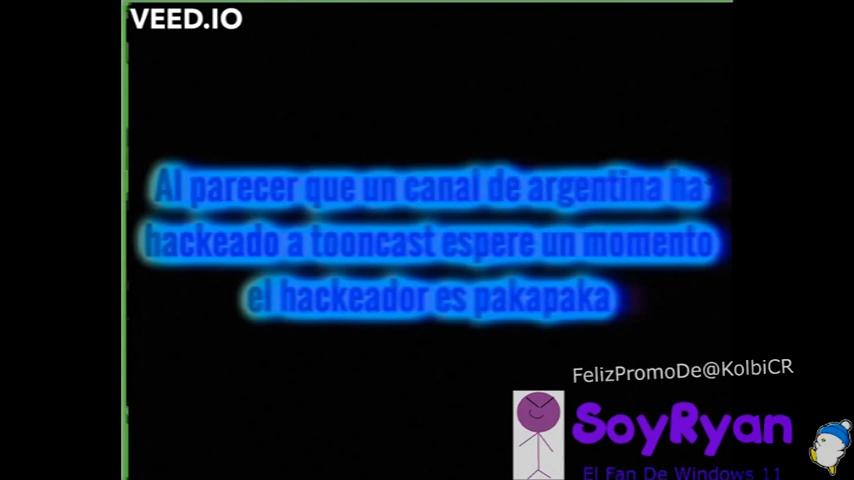 VEED.IO
Al parecer que un canal de argentina ha
hackeado a tooncast espere un momento
el hackeador es pakapaka
FelizPromoDe@KolbiCR
SoyRyan
El Fan De Windows 11